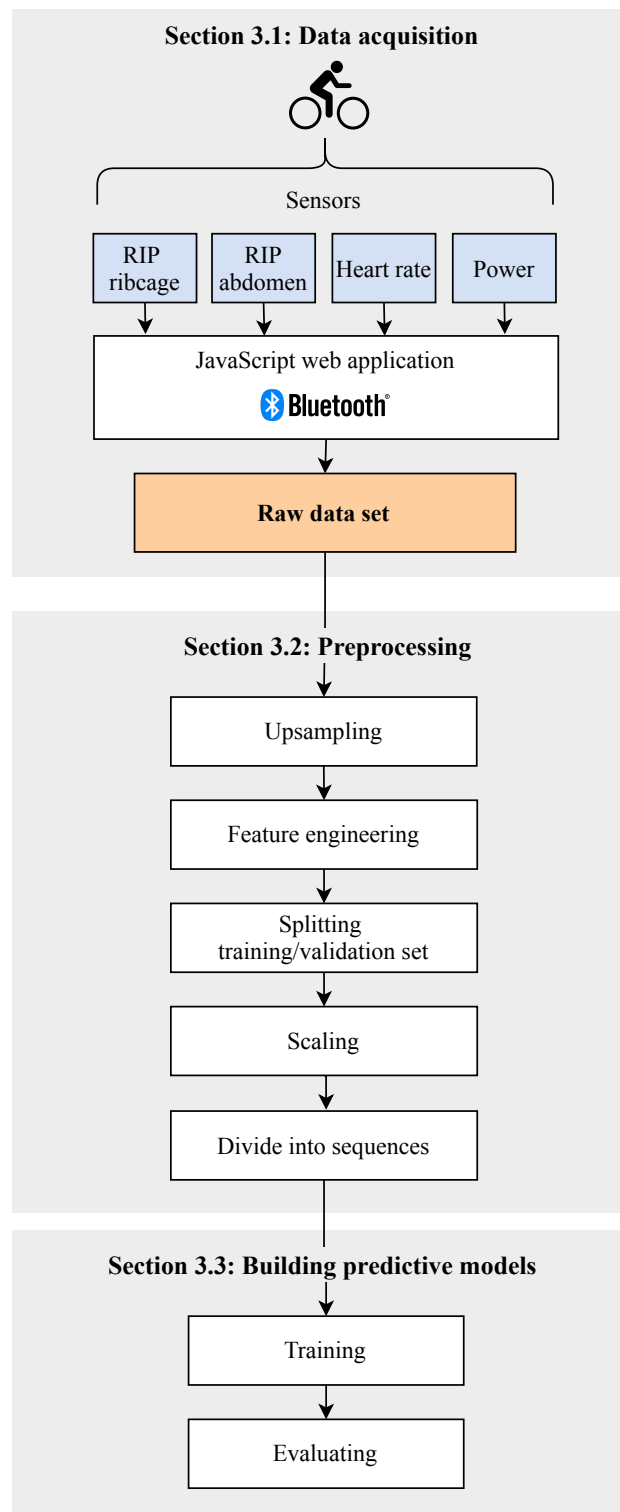 Section 3.1: Data acquisition
Sensors
RIP
ribcage
RIP
abdomen
Heart rate
Power
JavaScript web application
Bluetooth®
Raw data set
Section 3.2: Preprocessing
Upsampling
Feature engineering
Splitting
training/validation set
Scaling
Divide into sequences
Section 3.3: Building predictive models
Training
Evaluating